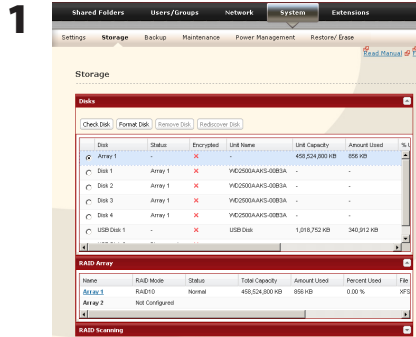 1
Shared Folders Users/Groups Network System Extensions
Settings Storage Backup Maintenance Power Management Restore/ Erase
Read Manual
Storage
Disks
Check Disk Format Disk Remove Disk Rediscover Disk
Disk Status Encrypted Unit Name Unit Capacity Amount Used
Array 1 - - 458,524,800 KB 856 KB
Disk 1 Array 1 WD2500AAKS-00B3A - -
Disk 2 Array 1 WD2500AAKS-00B3A - -
Disk 3 Array 1 WD2500AAKS-00B3A - -
Disk 4 Array 1 WD2500AAKS-00B3A - -
USB Disk 1 - USB Disk 1,018,752 KB 340,912 KB
RAID Array
Name RAID Mode Status Total Capacity Amount Used Percent Used File
Array 1 RAID10 Normal 458,524,800 KB 856 KB 0.00 % XFS
Array 2 Not Configured
RAID Scanning